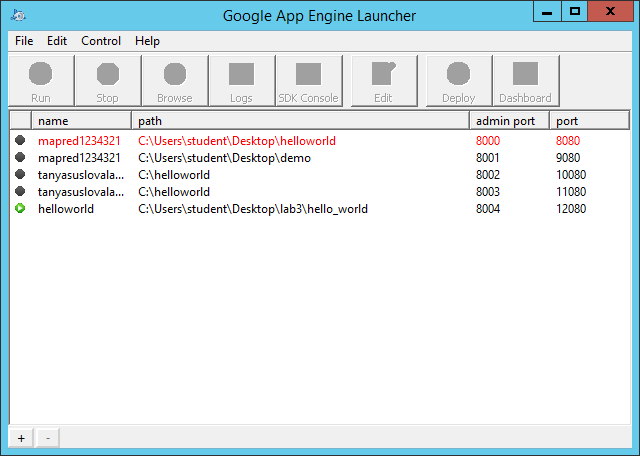 Google App Engine Launcher
File Edit Control Help
Run Stop Browse Logs SDK Console Edit Deploy Dashboard
name path admin port port
mapred1234321 C:\Users\student\Desktop\helloworld 8000 8080
mapred1234321 C:\Users\student\Desktop\demo 8001 9080
tanyasuslovala... C:\helloworld 8002 10080
tanyasuslovala... C:\helloworld 8003 11080
helloworld C:\Users\student\Desktop\lab3\hello_world 8004 12080
+ -